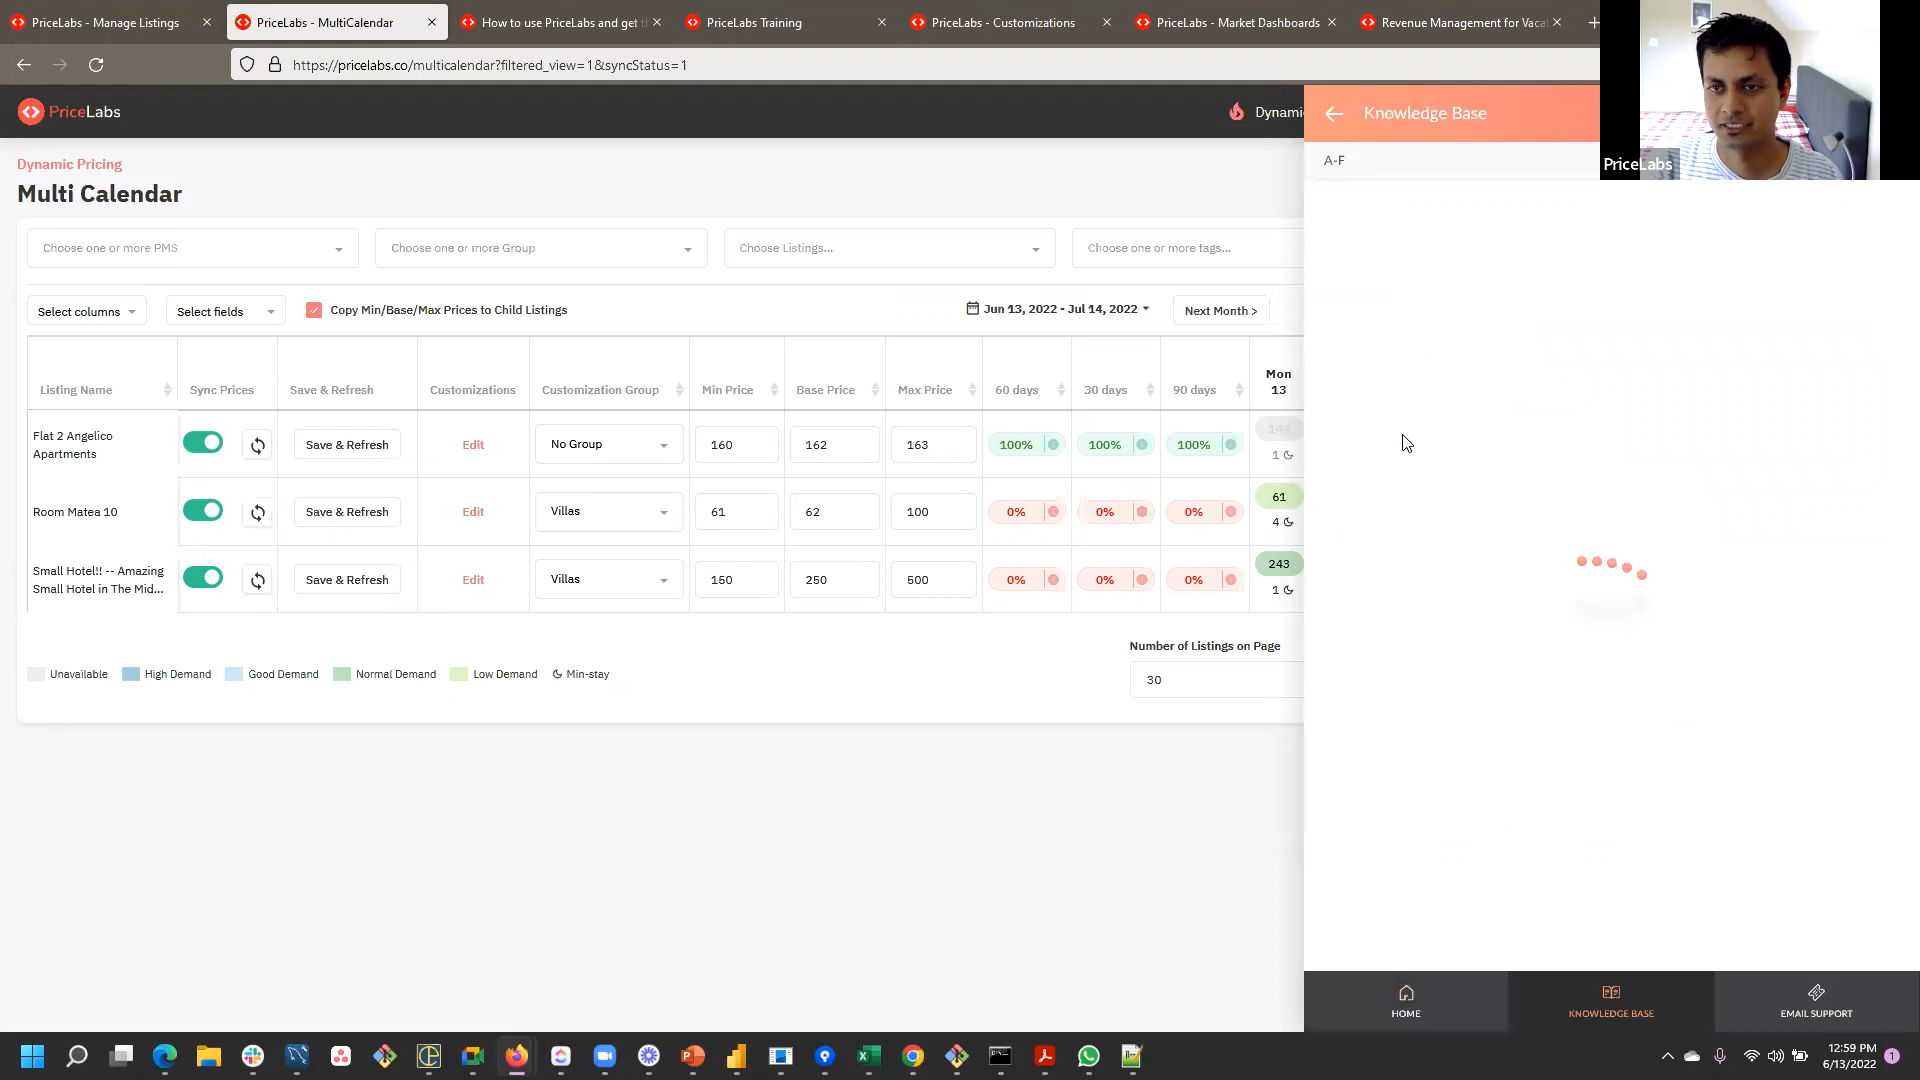 PriceLabs - Manage Listings
PriceLabs - MultiCalendar
How to use PriceLabs and get t
PriceLabs Training
PriceLabs - Customizations
PriceLabs - Market Dashboards
Revenue Management for Vaca
https://pricelabs.co/multicalendar?filtered_view=1&syncStatus=1
PriceLabs
Dynami
Knowledge Base
PriceLabs
A-F
Dynamic Pricing
Multi Calendar
Choose one or more PMS
Choose one or more Group
Choose Listings...
Choose one or more tags...
Select columns
Select fields
Copy Min/Base/Max Prices to Child Listings
Jun 13, 2022 - Jul 14, 2022
Next Month >
Listing Name
Sync Prices
Save & Refresh
Customizations
Customization Group
Min Price
Base Price
Max Price
60 days
30 days
90 days
Mon
13
Flat 2 Angelico
Apartments
Save & Refresh
Edit
No Group
160
162
163
100%
100%
100%
144
1
Room Matea 10
Save & Refresh
Edit
Villas
61
62
100
0%
0%
0%
61
4
Small Hotel!! -- Amazing
Small Hotel in The Mid...
Save & Refresh
Edit
Villas
150
250
500
0%
0%
0%
243
1
Number of Listings on Page
30
Unavailable
High Demand
Good Demand
Normal Demand
Low Demand
Min-stay
HOME
KNOWLEDGE BASE
EMAIL SUPPORT
12:59 PM
6/13/2022
1